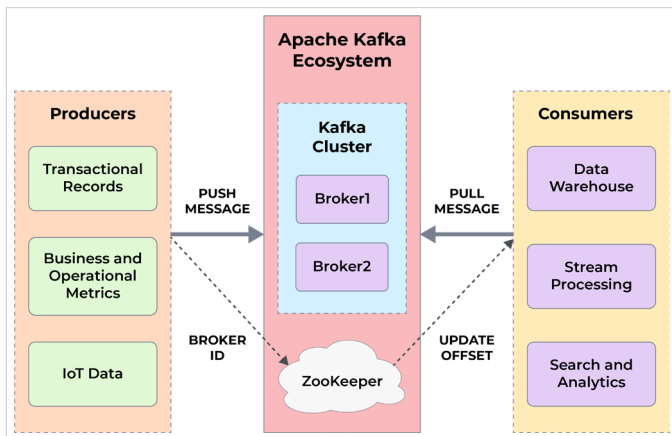 Apache Kafka
Ecosystem
Producers
Transactional
Records
Business and
Operational
Metrics
IoT Data
PUSH
MESSAGE
BROKER
ID
Kafka
Cluster
Broker1
Broker2
ZooKeeper
PULL
MESSAGE
UPDATE
OFFSET
Consumers
Data
Warehouse
Stream
Processing
Search and
Analytics